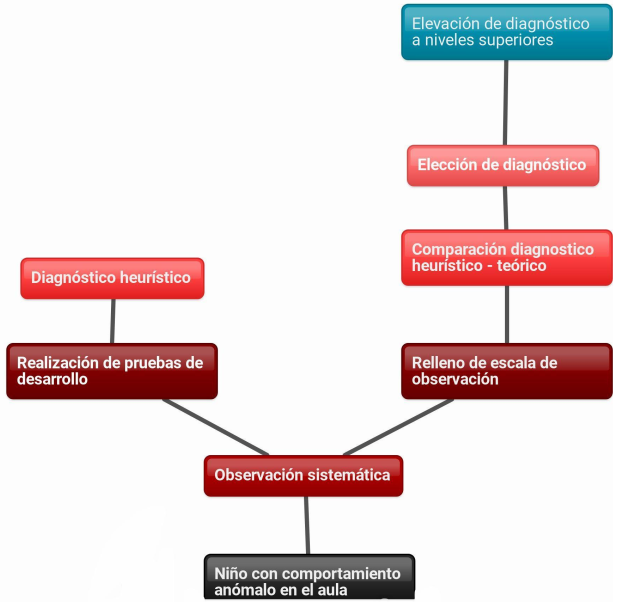 Elevación de diagnóstico
a niveles superiores
Elección de diagnóstico
Comparación diagnostico
heurístico - teórico
Diagnóstico heurístico
Realización de pruebas de
desarrollo
Relleno de escala de
observación
Observación sistemática
Niño con comportamiento
anómalo en el aula